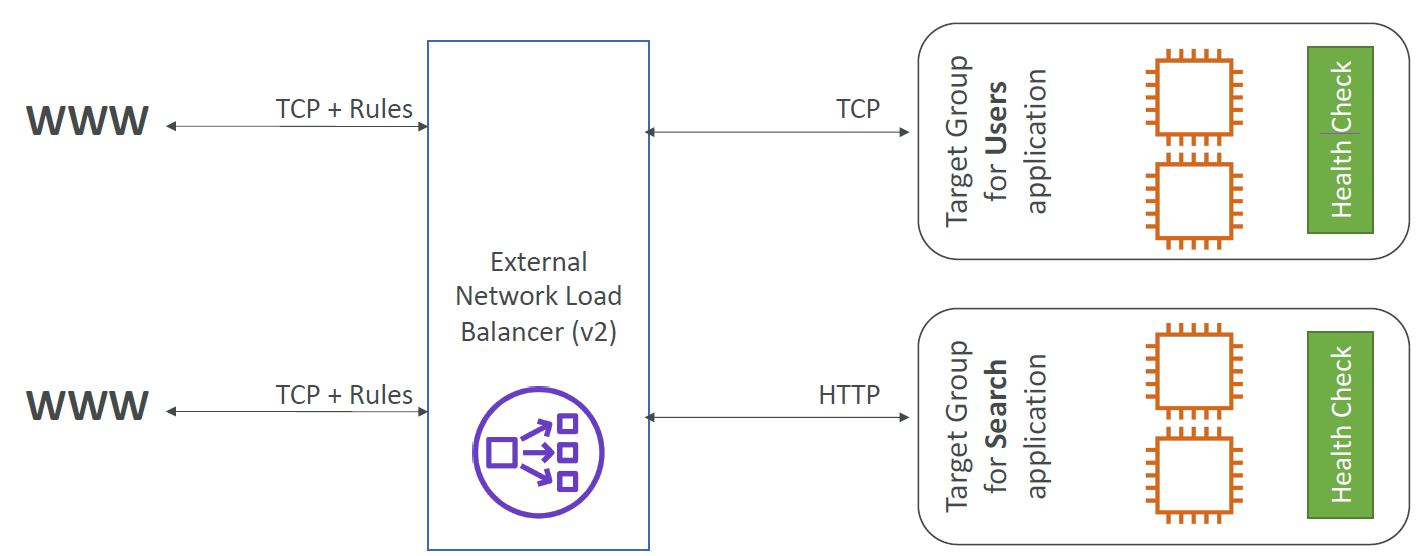 WWW
TCP + Rules
TCP
Target Group
for Users
application
Health Check
External
Network Load
Balancer (v2)
WWW
TCP + Rules
HTTP
Target Group
for Search
application
Health Check